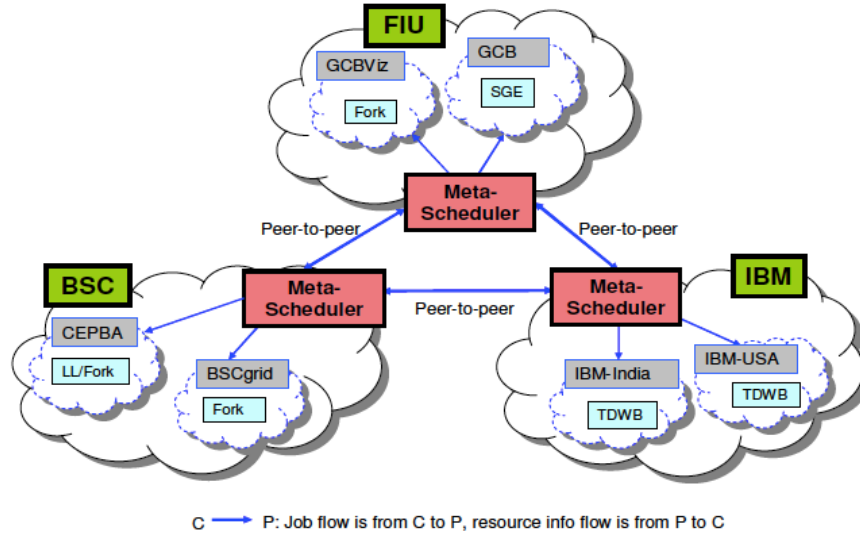 FIU
GCBViz
GCB
Fork
SGE
Meta-
Scheduler
Peer-to-peer
Peer-to-peer
BSC
Meta-
Scheduler
Peer-to-peer
Meta-
Scheduler
IBM
CEPBA
LL/Fork
BSCgrid
Fork
IBM-India
TDWB
IBM-USA
TDWB
C P: Job flow is from C to P, resource info flow is from P to C